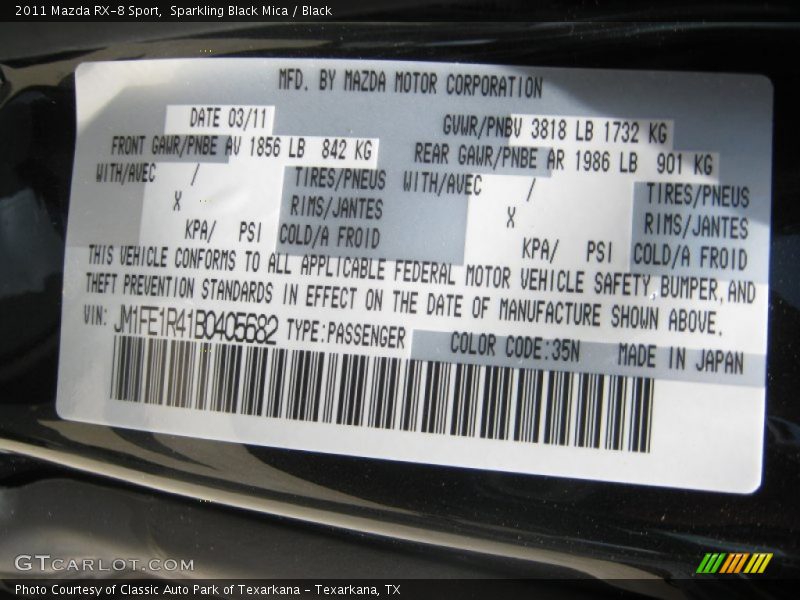 2011 Mazda RX-8 Sport,  Sparkling Black Mica / Black
MFD. BY MAZDA MOTOR CORPORATION
DATE 03/11 GVWR/PNBV 3818 LB 1732 KG
FRONT GAWR/PNBE AV 1856 LB 842 KG REAR GAWR/PNBE AR 1986 LB 901 KG
WITH/AVEC / TIRES/PNEUS WITH/AVEC / TIRES/PNEUS
X RIMS/JANTES X RIMS/JANTES
KPA/ PSI COLD/A FROID KPA/ PSI COLD/A FROID
THIS VEHICLE CONFORMS TO ALL APPLICABLE FEDERAL MOTOR VEHICLE SAFETY,BUMPER,AND
THEFT PREVENTION STANDARDS IN EFFECT ON THE DATE OF MANUFACTURE SHOWN ABOVE.
VIN: JM1FE1R41B0405682 TYPE:PASSENGER COLOR CODE:35N MADE IN JAPAN
GTCARLOT.COM
Photo Courtesy of Classic Auto Park of Texarkana - Texarkana, TX